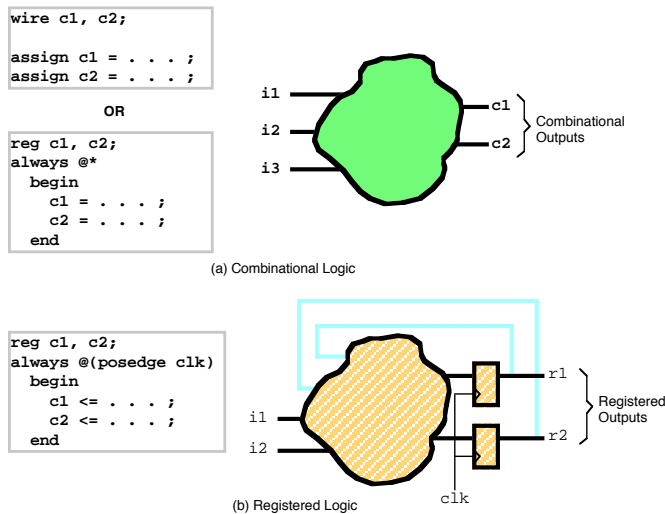 wire c1, c2;
assign c1 = . . . ;
assign c2 = . . . ;
OR
reg c1, c2;
always @*
begin
c1 = . . . ;
c2 = . . . ;
end
i1
i2
i3
c1
c2
Combinational
Outputs
(a) Combinational Logic
reg c1, c2;
always @(posedge clk)
begin
c1 <= . . . ;
c2 <= . . . ;
end
i1
i2
r1
r2
Registered
Outputs
clk
(b) Registered Logic